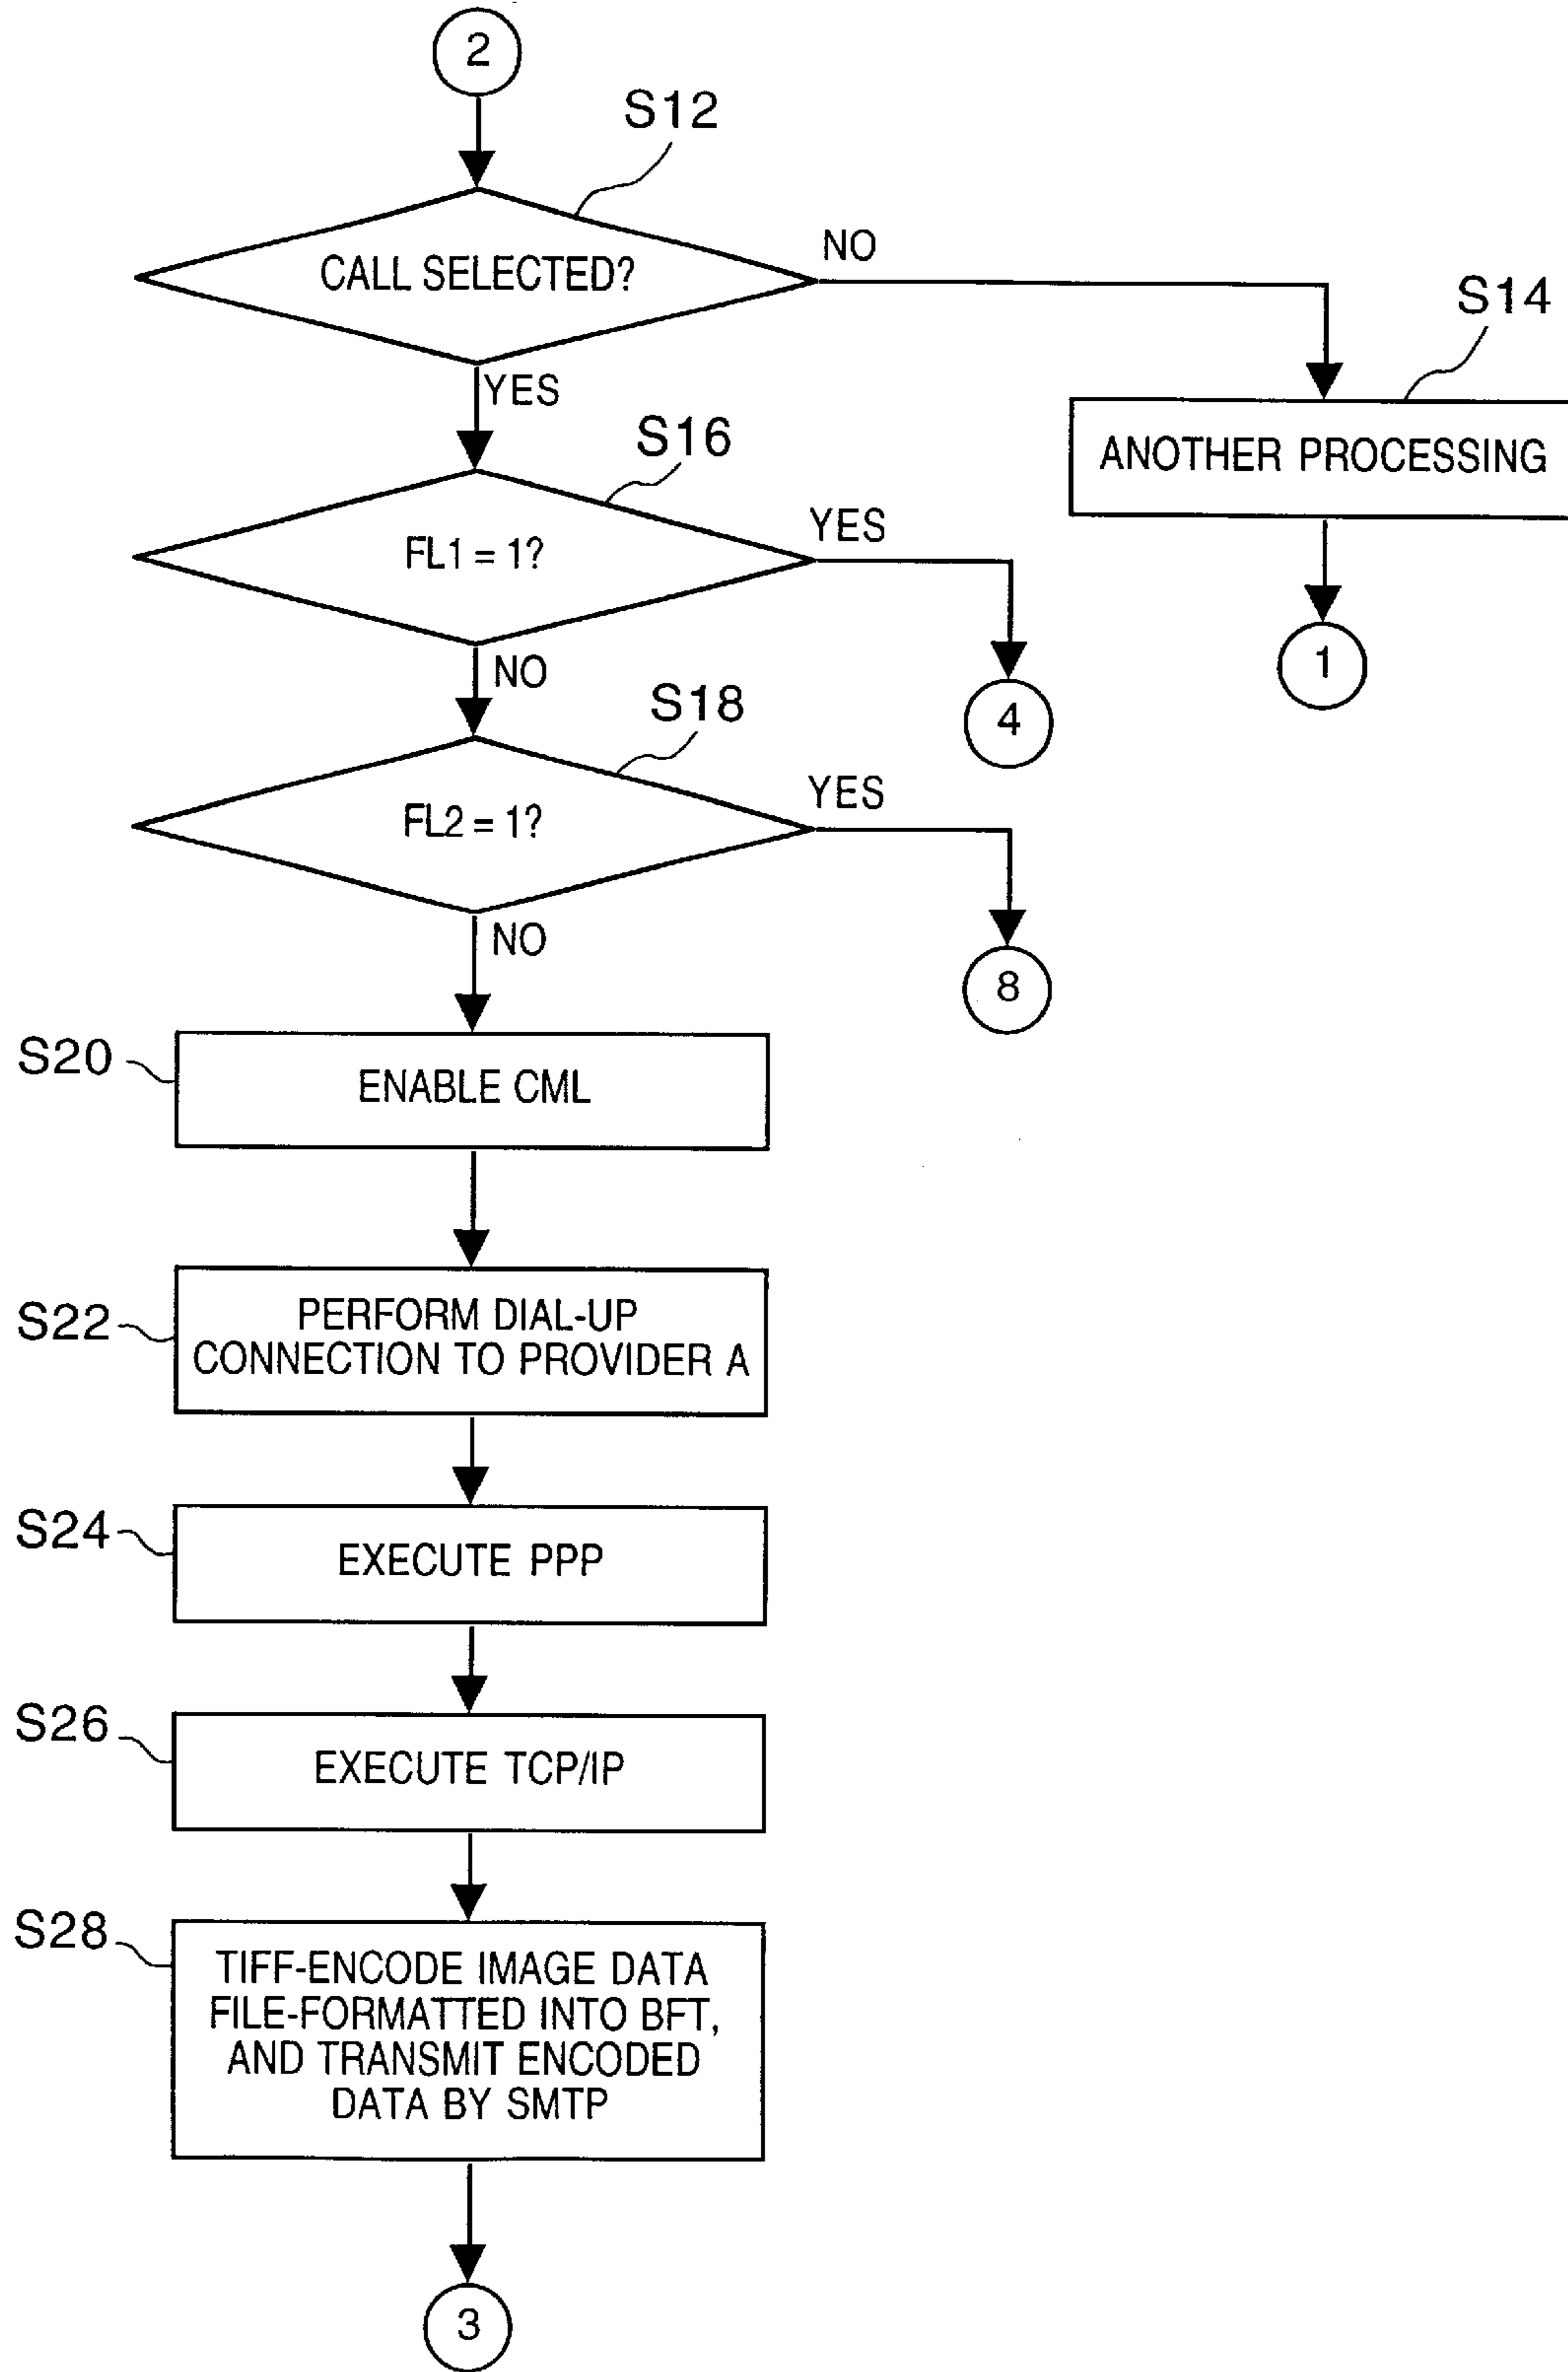 2
S12
CALL SELECTED?
NO
S14
YES
ANOTHER PROCESSING
S16
FL1 = 1?
YES
1
NO
4
S18
FL2 = 1?
YES
NO
8
S20
ENABLE CML
S22
PERFORM DIAL-UP
CONNECTION TO PROVIDER A
S24
EXECUTE PPP
S26
EXECUTE TCP/IP
S28
TIFF-ENCODE IMAGE DATA
FILE-FORMATTED INTO BFT,
AND TRANSMIT ENCODED
DATA BY SMTP
3